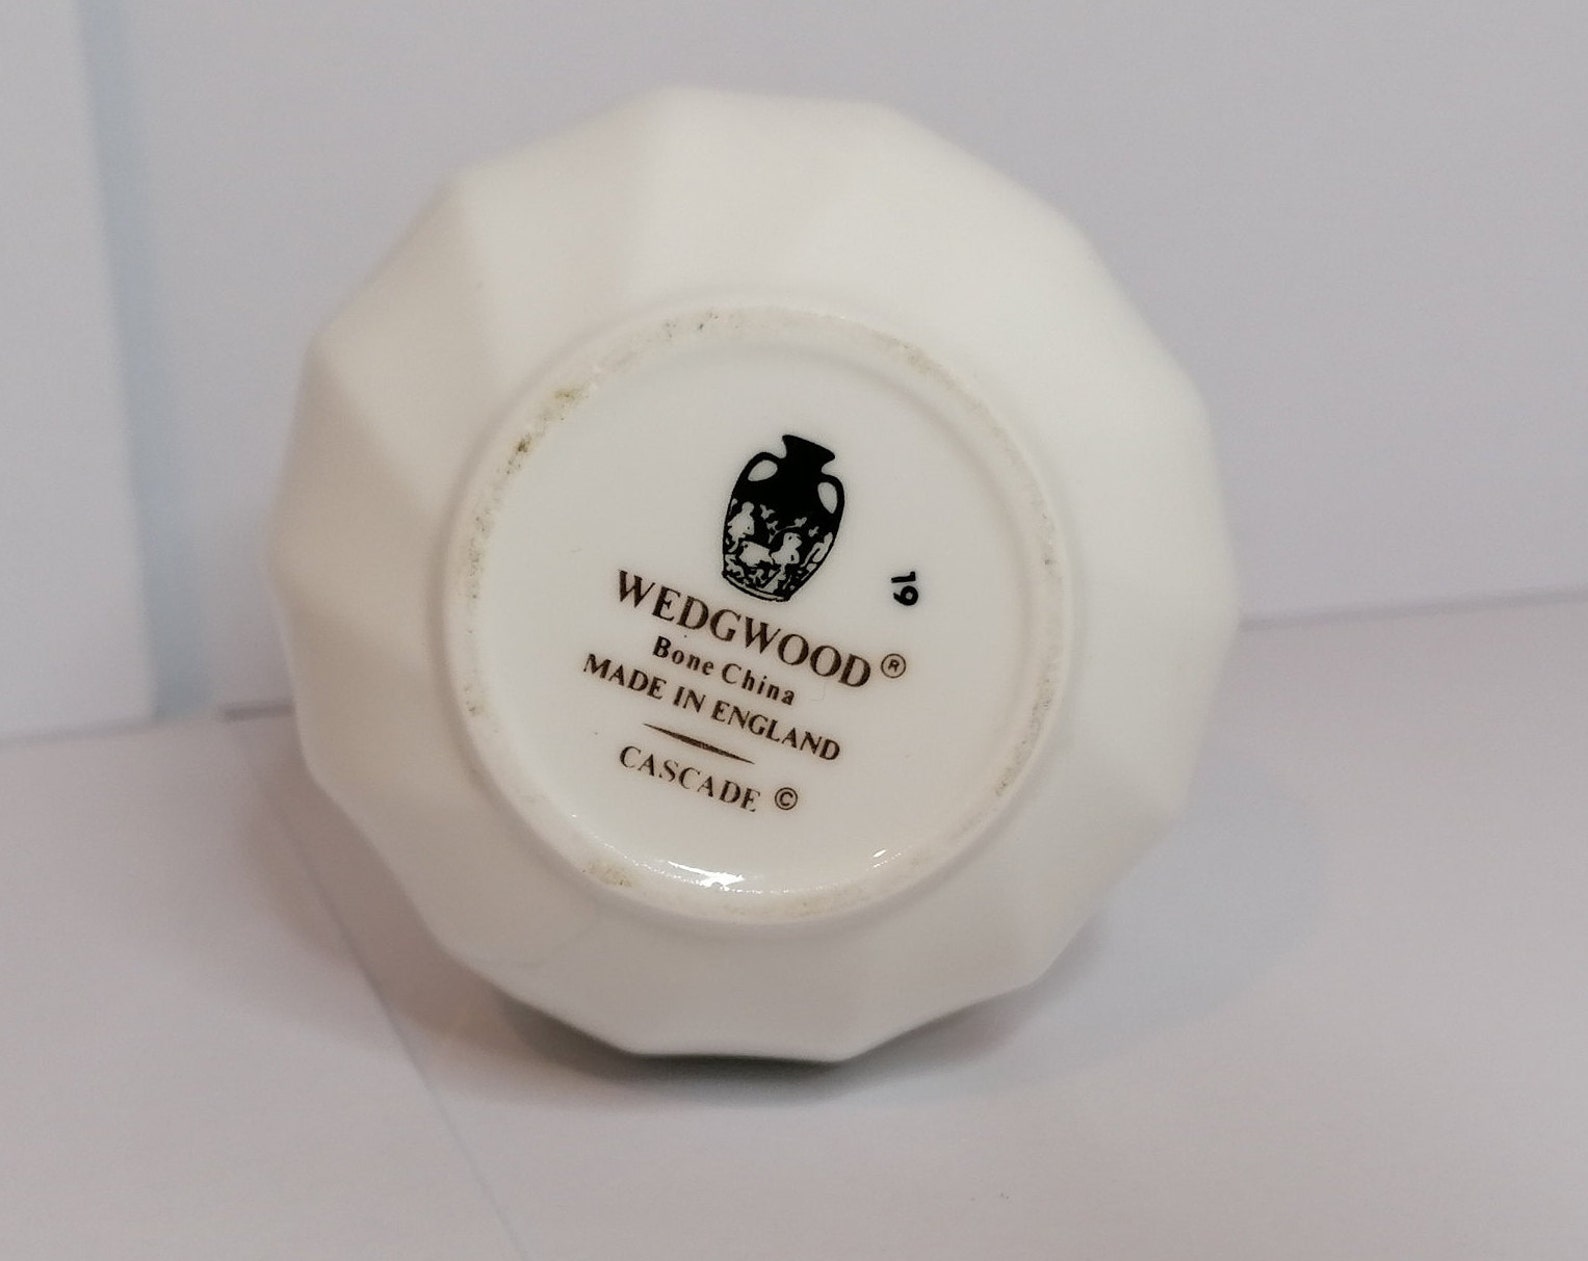 WEDGWOOD®
Bone China
MADE IN ENGLAND
CASCADE ©
19